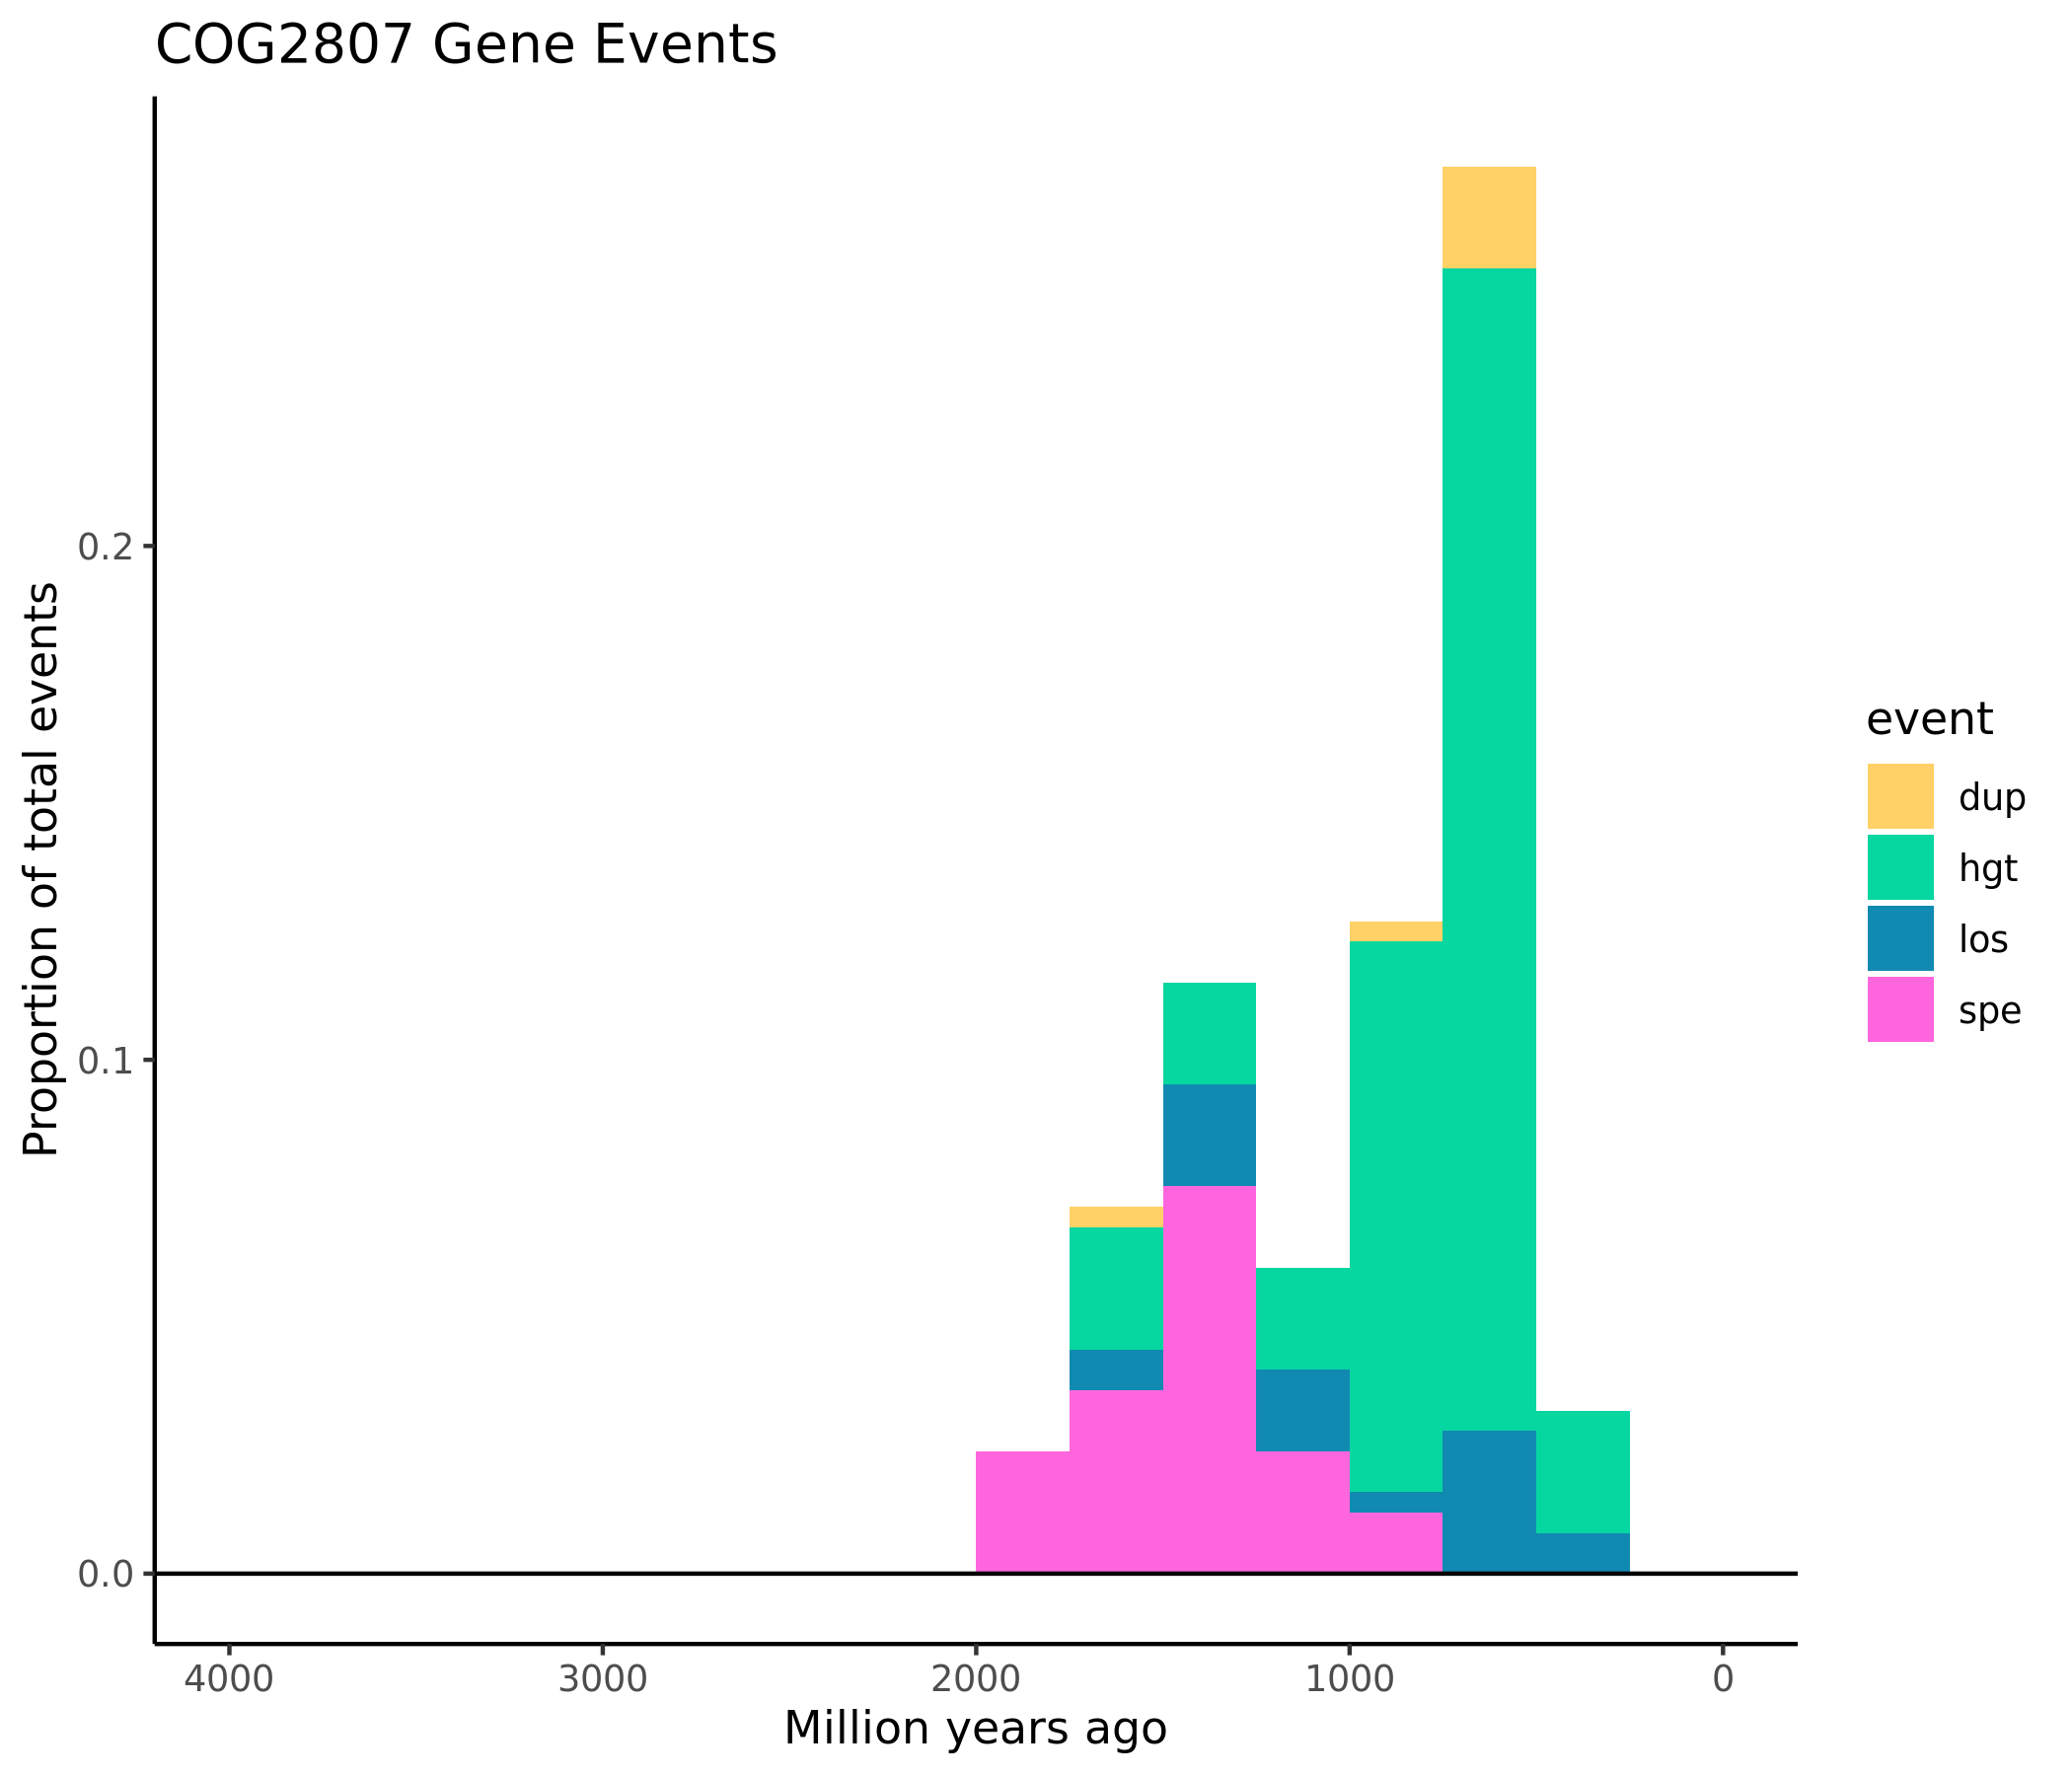 COG2807 Gene Events
Proportion of total events
0.2
0.1
0.0
4000 3000 2000 1000 0
Million years ago
event
dup
hgt
los
spe